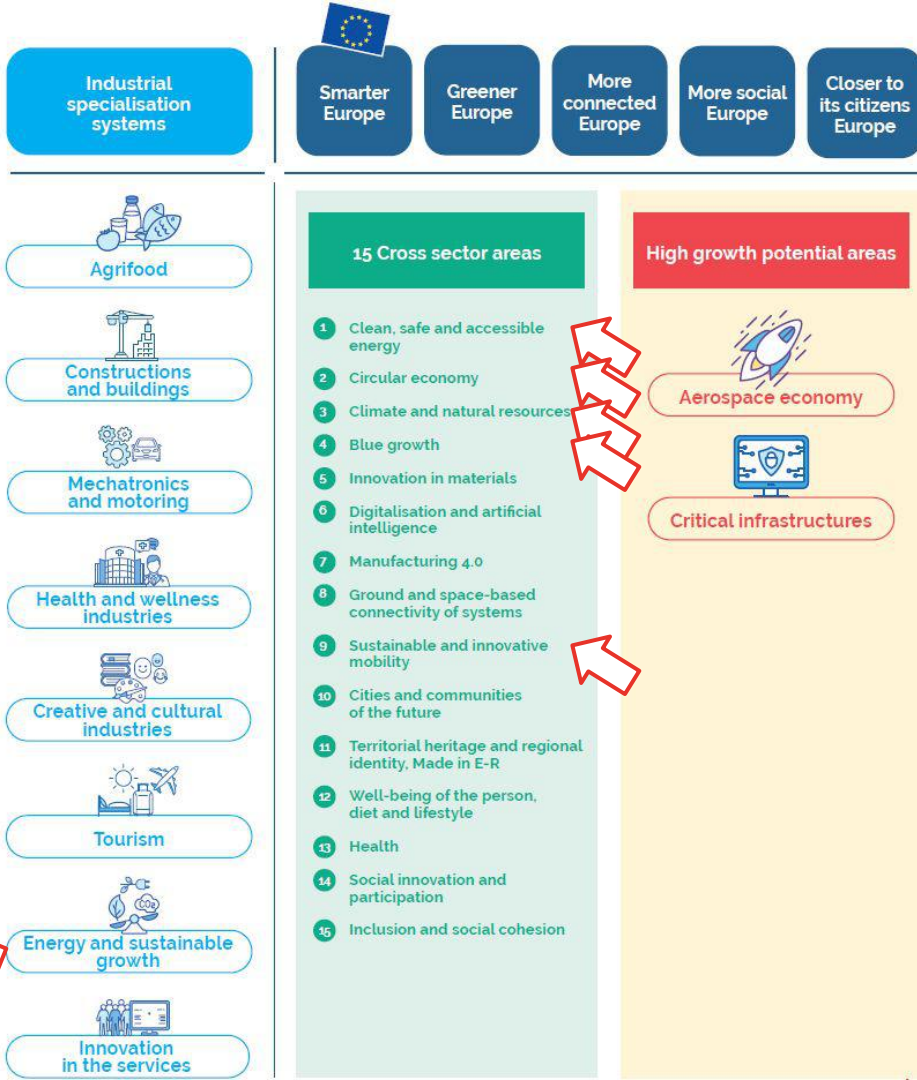 Industrial
specialisation
systems
Smarter
Europe
Greener
Europe
More
connected
Europe
More social
Europe
Closer to
its citizens
Europe
Agrifood
Constructions
and buildings
Mechatronics
and motoring
Health and wellness
industries
Creative and cultural
industries
Tourism
CO2
Energy and sustainable
growth
Innovation
in the services
15 Cross sector areas
1 Clean, safe and accessible
energy
2 Circular economy
3 Climate and natural resources
4 Blue growth
5 Innovation in materials
6 Digitalisation and artificial
intelligence
7 Manufacturing 4.0
8 Ground and space-based
connectivity of systems
9 Sustainable and innovative
mobility
10 Cities and communities
of the future
11 Territorial heritage and regional
identity, Made in E-R
12 Well-being of the person,
diet and lifestyle
13 Health
14 Social innovation and
participation
15 Inclusion and social cohesion
High growth potential areas
Aerospace economy
Critical infrastructures